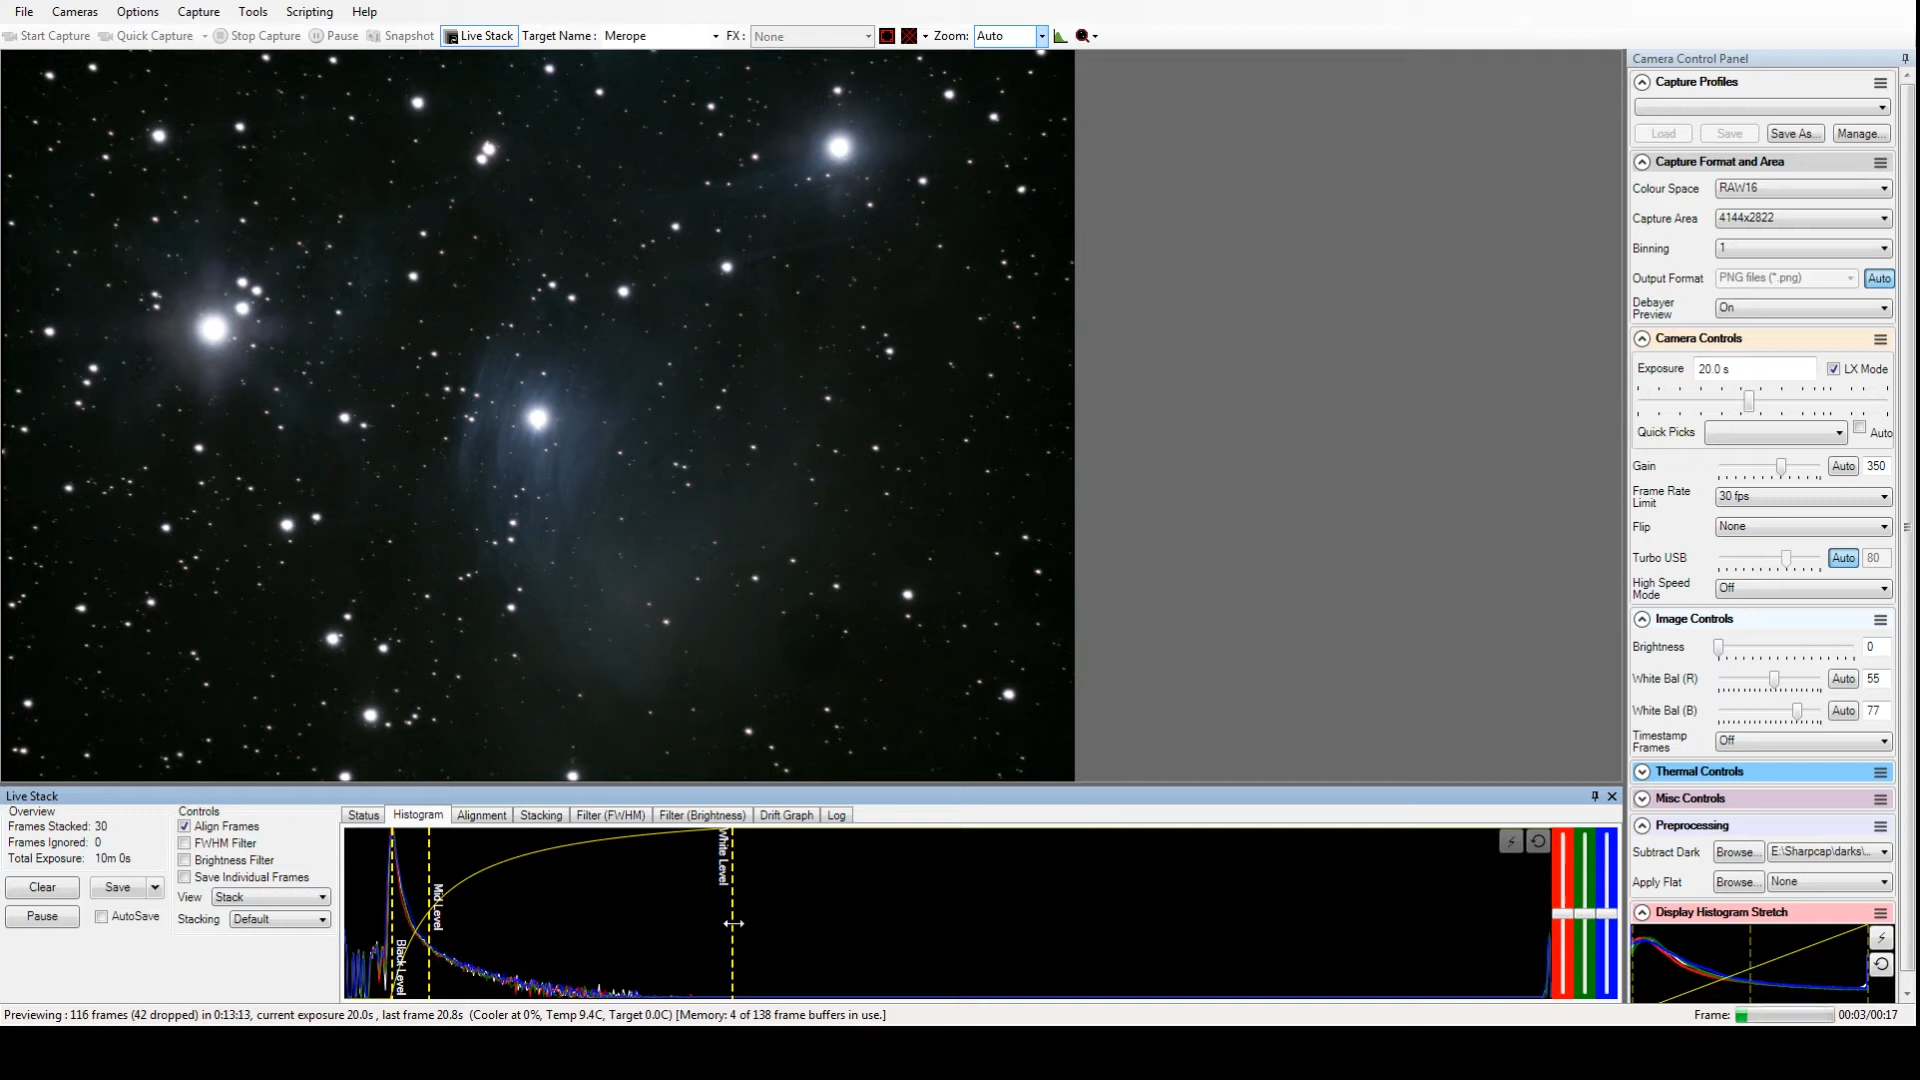 File Cameras Options Capture Tools Scripting Help
Start Capture Quick Capture Stop Capture Pause Snapshot Live Stack Target Name : Merope FX : None Zoom: Auto
Camera Control Panel
Capture Profiles
Load Save Save As... Manage...
Capture Format and Area
Colour Space RAW16
Capture Area 4144x2822
Binning 1
Output Format PNG files (*.png) Auto
Debayer Preview On
Camera Controls
Exposure 20.0 s LX Mode
Quick Picks Auto
Gain Auto 350
Frame Rate Limit 30 fps
Flip None
Turbo USB Auto 80
High Speed Mode Off
Image Controls
Brightness 0
White Bal (R) Auto 55
White Bal (B) Auto 77
Timestamp Frames Off
Thermal Controls
Misc Controls
Preprocessing
Subtract Dark Browse... E:\Sharpcap\darks\...
Apply Flat Browse... None
Display Histogram Stretch
Live Stack
Overview
Frames Stacked: 30
Frames Ignored: 0
Total Exposure: 10m 0s
Clear Save
Pause AutoSave
Controls
Align Frames
FWHM Filter
Brightness Filter
Save Individual Frames
View Stack
Stacking Default
Status Histogram Alignment Stacking Filter (FWHM) Filter (Brightness) Drift Graph Log
Black Level
Mid Level
White Level
Previewing : 116 frames (42 dropped) in 0:13:13, current exposure 20.0s , last frame 20.8s (Cooler at 0%, Temp 9.4C, Target 0.0C) [Memory: 4 of 138 frame buffers in use.] Frame: 00:03/00:17